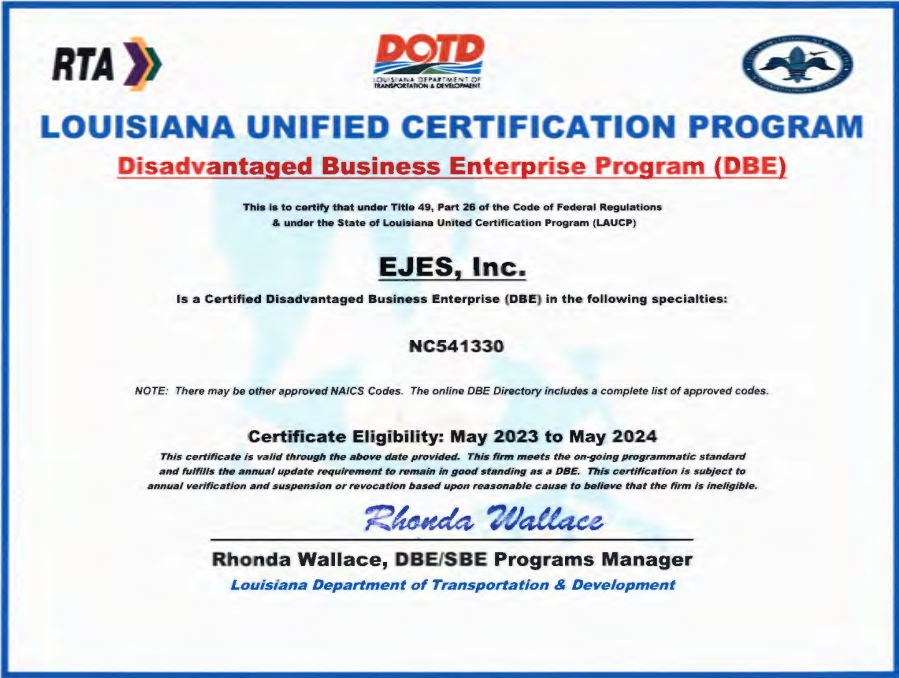 RTA
DOTD
LOUISIANA DEPARTMENT OF
TRANSPORTATION & DEVELOPMENT
LOUISIANA UNIFIED CERTIFICATION PROGRAM
Disadvantaged Business Enterprise Program (DBE)
This is to certify that under Title 49, Part 26 of the Code of Federal Regulations
& under the State of Louisiana United Certification Program (LAUCP)
EJES, Inc.
Is a Certified Disadvantaged Business Enterprise (DBE) in the following specialties:
NC541330
NOTE: There may be other approved NAICS Codes. The online DBE Directory includes a complete list of approved codes.
Certificate Eligibility: May 2023 to May 2024
This certificate is valid through the above date provided. This firm meets the on-going programmatic standard
and fulfills the annual update requirement to remain in good standing as a DBE. This certification is subject to
annual verification and suspension or revocation based upon reasonable cause to believe that the firm is ineligible.
Rhonda Wallace
Rhonda Wallace, DBE/SBE Programs Manager
Louisiana Department of Transportation & Development